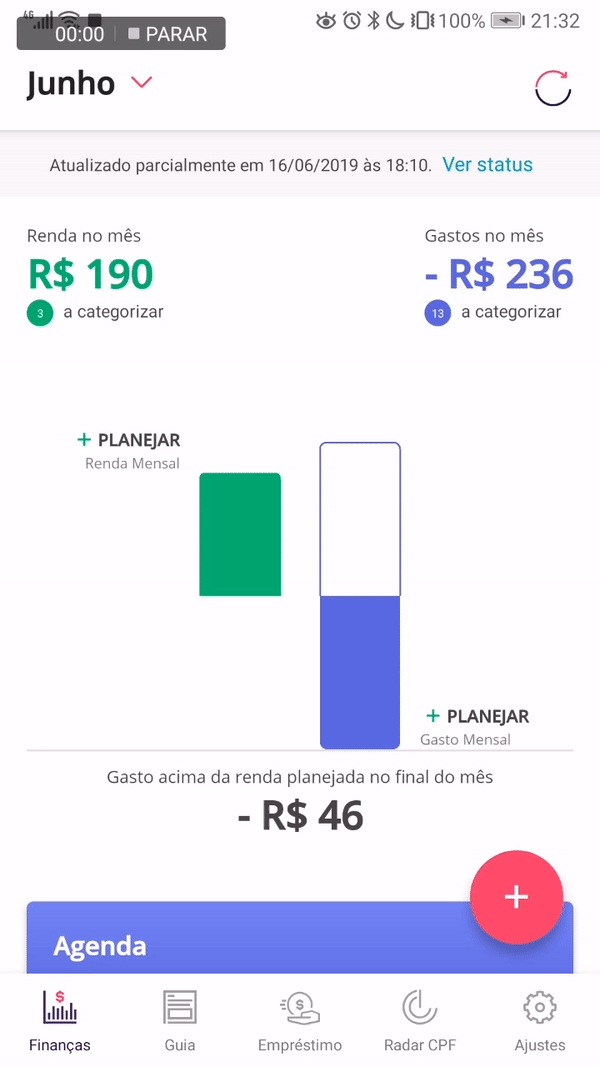 46
00:00
PARAR
100%
21:32
Junho
Atualizado parcialmente em 16/06/2019 às 18:10. Ver status
Renda no mês
R$ 190
3 a categorizar
Gastos no mês
- R$ 236
13 a categorizar
+ PLANEJAR
Renda Mensal
+ PLANEJAR
Gasto Mensal
Gasto acima da renda planejada no final do mês
- R$ 46
+
Agenda
$
$
Finanças
Guia
Empréstimo
Radar CPF
Ajustes